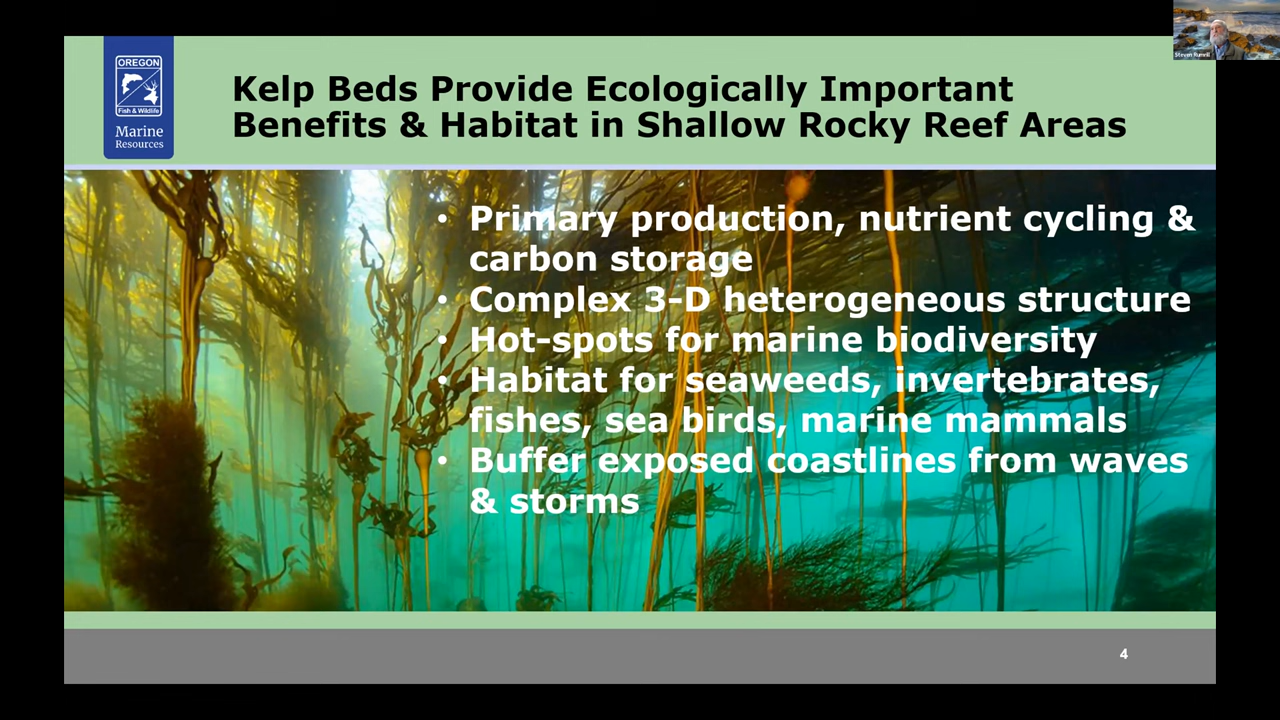 Steven Rumrill
OREGON
Fish & Wildlife
Marine
Resources
Kelp Beds Provide Ecologically Important
Benefits & Habitat in Shallow Rocky Reef Areas
• Primary production, nutrient cycling &
carbon storage
• Complex 3-D heterogeneous structure
• Hot-spots for marine biodiversity
• Habitat for seaweeds, invertebrates,
fishes, sea birds, marine mammals
• Buffer exposed coastlines from waves
& storms
4